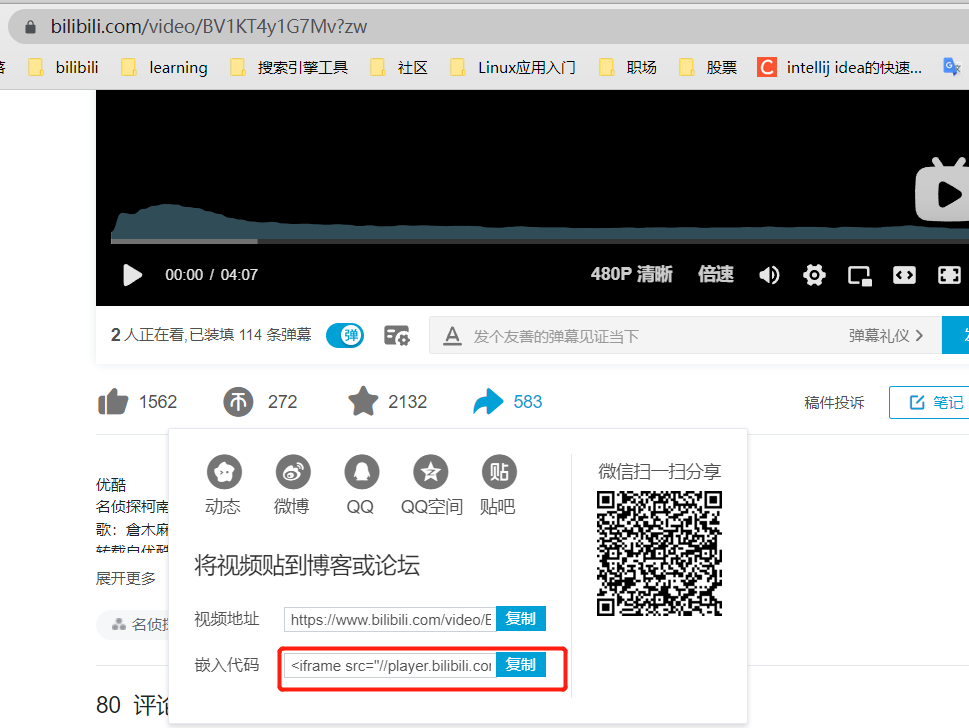 bilibili.com/video/BV1KT4y1G7Mv?zw
bilibili learning 搜索引擎工具 社区 Linux应用入门 职场 股票 C intellij idea的快速...
00:00 / 04:07 480P 清晰 倍速
2 人正在看,已装填 114 条弹幕 弹 发个友善的弹幕见证当下 弹幕礼仪 >
1562 272 2132 583 稿件投诉 笔记
动态 微博 QQ QQ空间 贴吧 微信扫一扫分享
优酷
名侦探柯南
歌：倉木麻
转载自优酷
展开更多
将视频贴到博客或论坛
视频地址 https://www.bilibili.com/video/B 复制
名侦探
嵌入代码 <iframe src="//player.bilibili.cor 复制
80 评论